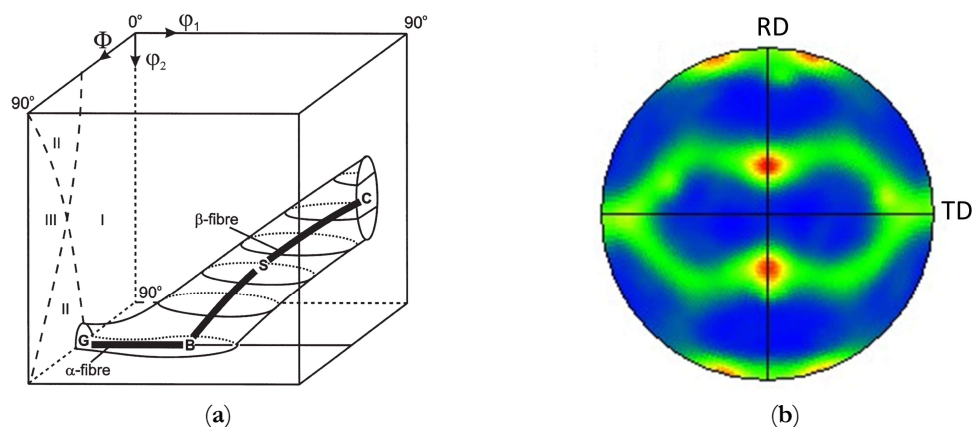 0° φ₁ 90°
Φ
φ₂
90°
II
III I
II
β-fibre
C
S
90°
G B
α-fibre
(a)
RD
TD
(b)